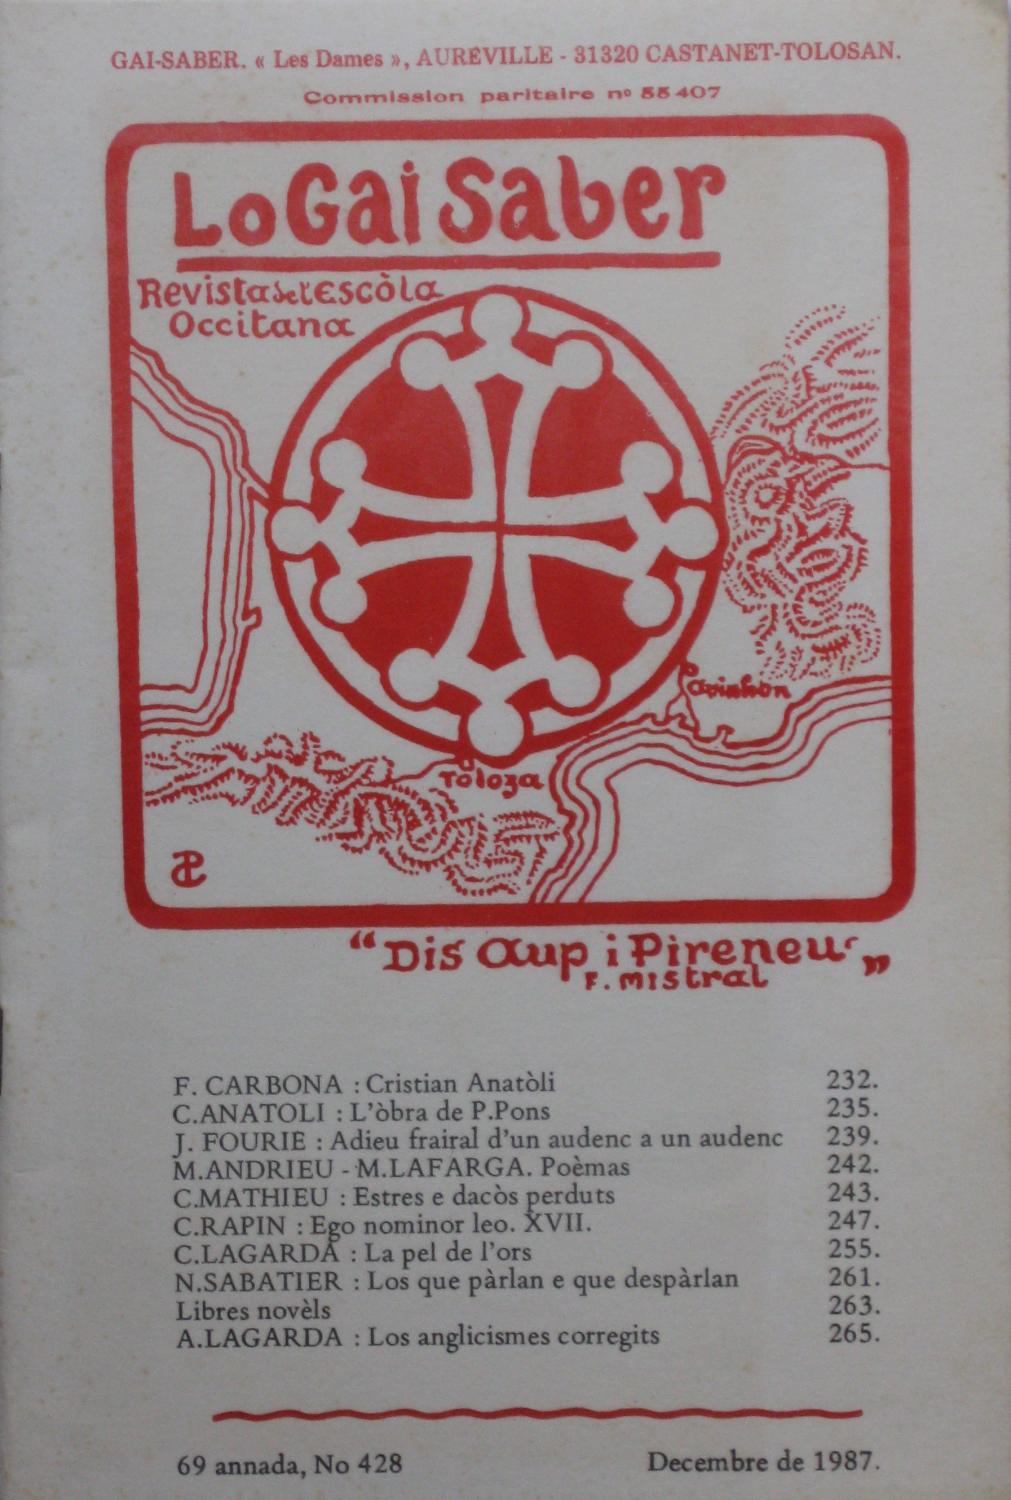 GAI-SABER. « Les Dames », AUREVILLE - 31320 CASTANET-TOLOSAN.
Commission paritaire nº 55 407
Lo Gai Saber
Revista de l'Escòla
Occitana
Avinhon
Toloza
"Dis Aup i Pireneu"
F. Mistral
F. CARBONA : Cristian Anatòli 232.
C.ANATOLI : L'òbra de P.Pons 235.
J. FOURIE : Adieu frairal d'un audenc a un audenc 239.
M.ANDRIEU - M.LAFARGA. Poèmas 242.
C.MATHIEU : Estres e dacòs perduts 243.
C.RAPIN : Ego nominor leo. XVII. 247.
C.LAGARDA : La pel de l'ors 255.
N.SABATIER : Los que pàrlan e que despàrlan 261.
Libres novèls 263.
A.LAGARDA : Los anglicismes corregits 265.
69 annada, No 428 Decembre de 1987.